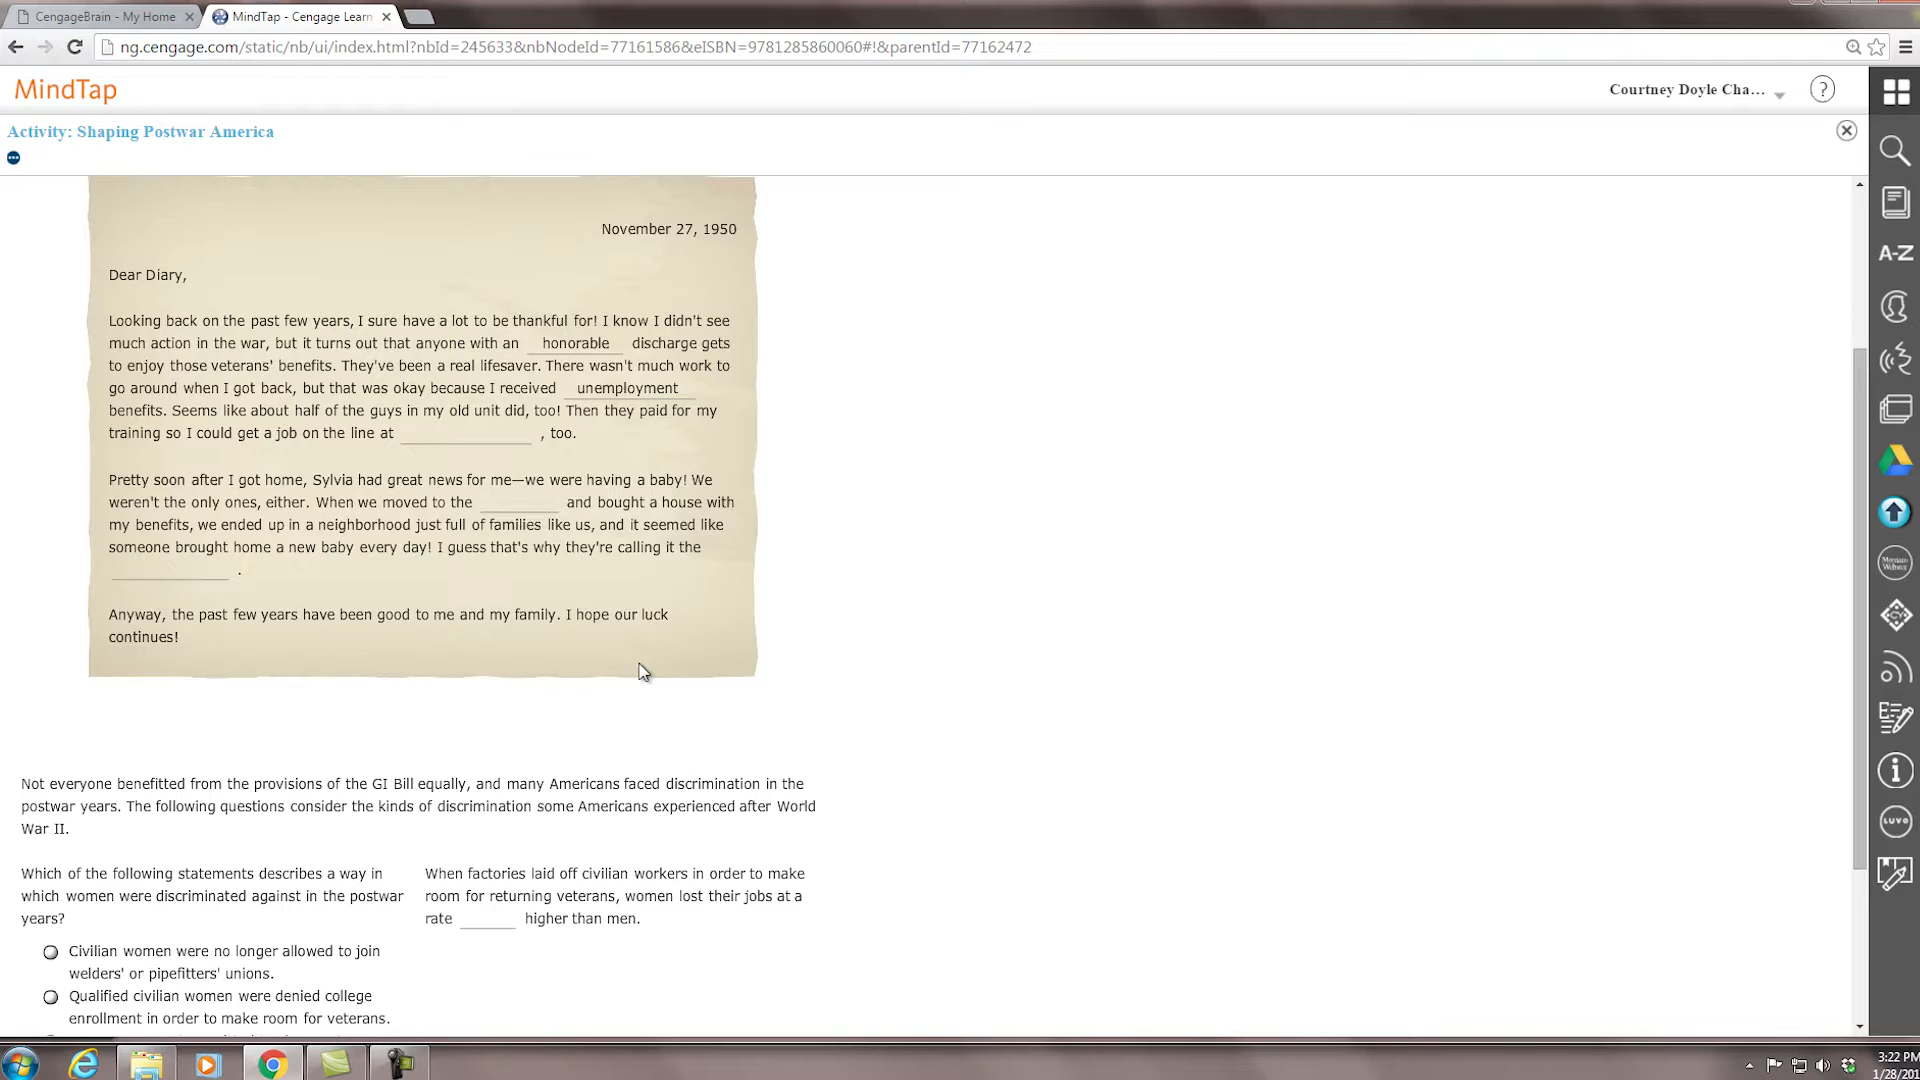 CengageBrain - My Home
MindTap - Cengage Learn
ng.cengage.com/static/nb/ui/index.html?nbId=245633&nbNodeId=77161586&eISBN=9781285860060#!&parentId=77162472
MindTap
Courtney Doyle Cha...
?
Activity: Shaping Postwar America
November 27, 1950
Dear Diary,
Looking back on the past few years, I sure have a lot to be thankful for! I know I didn't see
much action in the war, but it turns out that anyone with an honorable discharge gets
to enjoy those veterans' benefits. They've been a real lifesaver. There wasn't much work to
go around when I got back, but that was okay because I received unemployment
benefits. Seems like about half of the guys in my old unit did, too! Then they paid for my
training so I could get a job on the line at ____ , too.
Pretty soon after I got home, Sylvia had great news for me—we were having a baby! We
weren't the only ones, either. When we moved to the ____ and bought a house with
my benefits, we ended up in a neighborhood just full of families like us, and it seemed like
someone brought home a new baby every day! I guess that's why they're calling it the
____ .
Anyway, the past few years have been good to me and my family. I hope our luck
continues!
Not everyone benefitted from the provisions of the GI Bill equally, and many Americans faced discrimination in the
postwar years. The following questions consider the kinds of discrimination some Americans experienced after World
War II.
Which of the following statements describes a way in
which women were discriminated against in the postwar
years?
Civilian women were no longer allowed to join
welders' or pipefitters' unions.
Qualified civilian women were denied college
enrollment in order to make room for veterans.
When factories laid off civilian workers in order to make
room for returning veterans, women lost their jobs at a
rate ____ higher than men.
A-Z
LUVO
3:22 PM
1/28/201